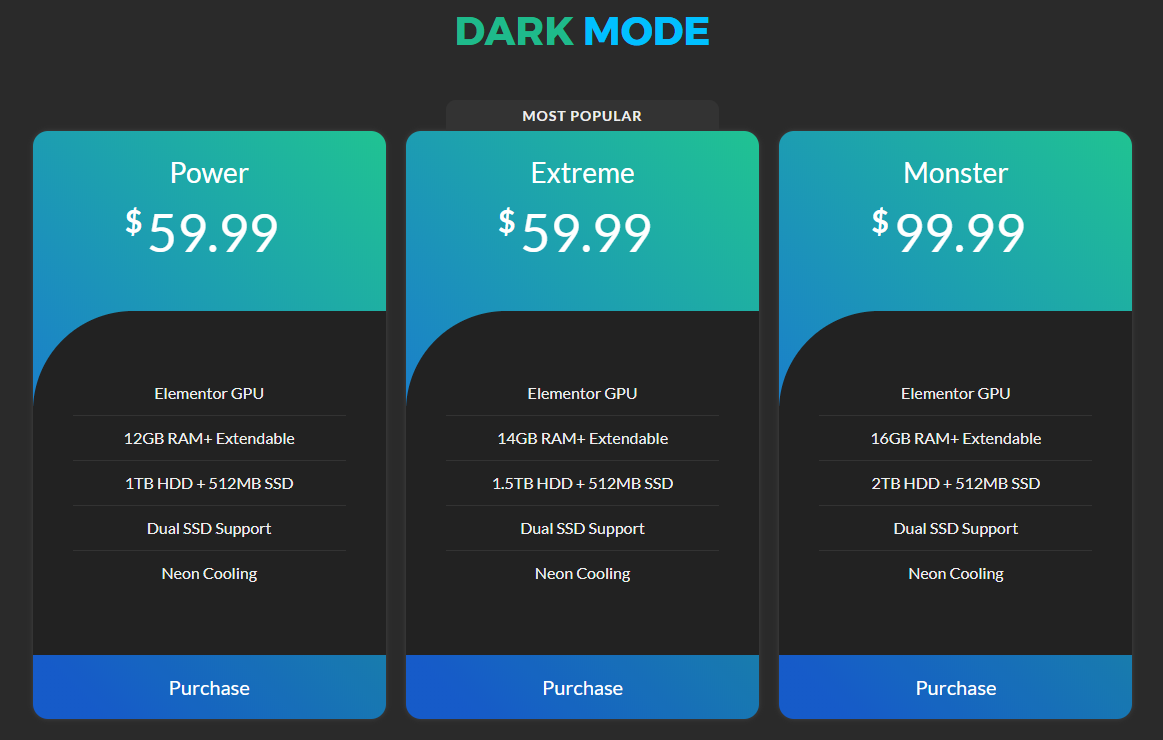 DARK MODE
MOST POPULAR
Power
$59.99
Elementor GPU
12GB RAM+ Extendable
1TB HDD + 512MB SSD
Dual SSD Support
Neon Cooling
Purchase
Extreme
$59.99
Elementor GPU
14GB RAM+ Extendable
1.5TB HDD + 512MB SSD
Dual SSD Support
Neon Cooling
Purchase
Monster
$99.99
Elementor GPU
16GB RAM+ Extendable
2TB HDD + 512MB SSD
Dual SSD Support
Neon Cooling
Purchase